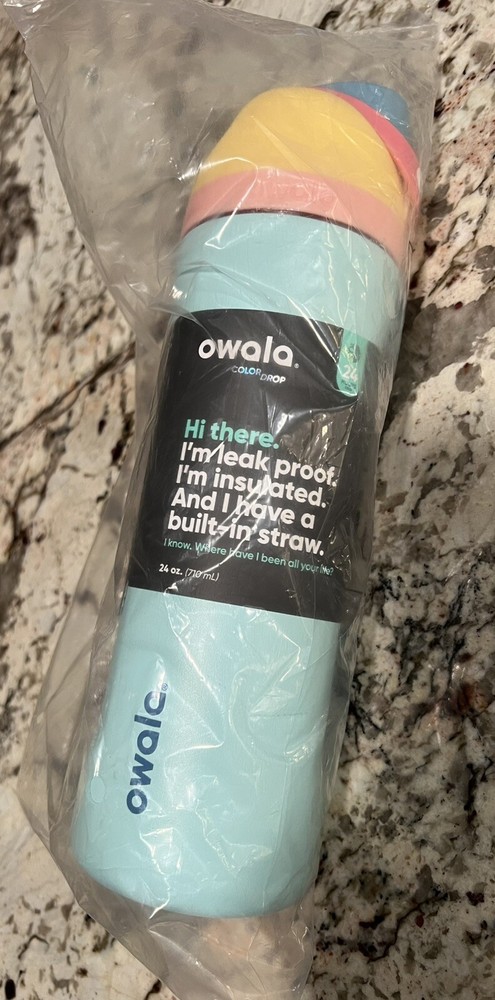 owala®
COLOR DROP
24
Hi there.
I'm leak proof.
I'm insulated.
And I have a
built-in straw.
I know. Where have I been all your life?
24 oz. (710 mL)
owala®